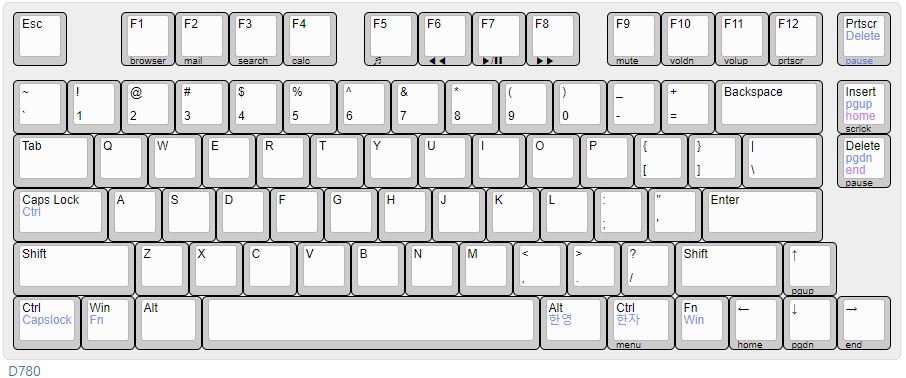 Esc F1 F2 F3 F4 F5 F6 F7 F8 F9 F10 F11 F12 Prtscr
Delete
browser mail search calc ♬ ◀◀ ▶/❚❚ ▶▶ mute voldn volup prtscr pause
~ ! @ # $ % ^ & * ( ) _ + Backspace Insert
pgup
` 1 2 3 4 5 6 7 8 9 0 - = home
scrlck
Tab Q W E R T Y U I O P { } | Delete
pgdn
[ ] \ end
pause
Caps Lock A S D F G H J K L : " Enter
Ctrl
; '
Shift Z X C V B N M < > ? Shift ↑
, . /
pgup
Ctrl Win Alt Alt Ctrl Fn ← ↓ →
Capslock Fn 한영 한자 Win
menu home pgdn end
D780